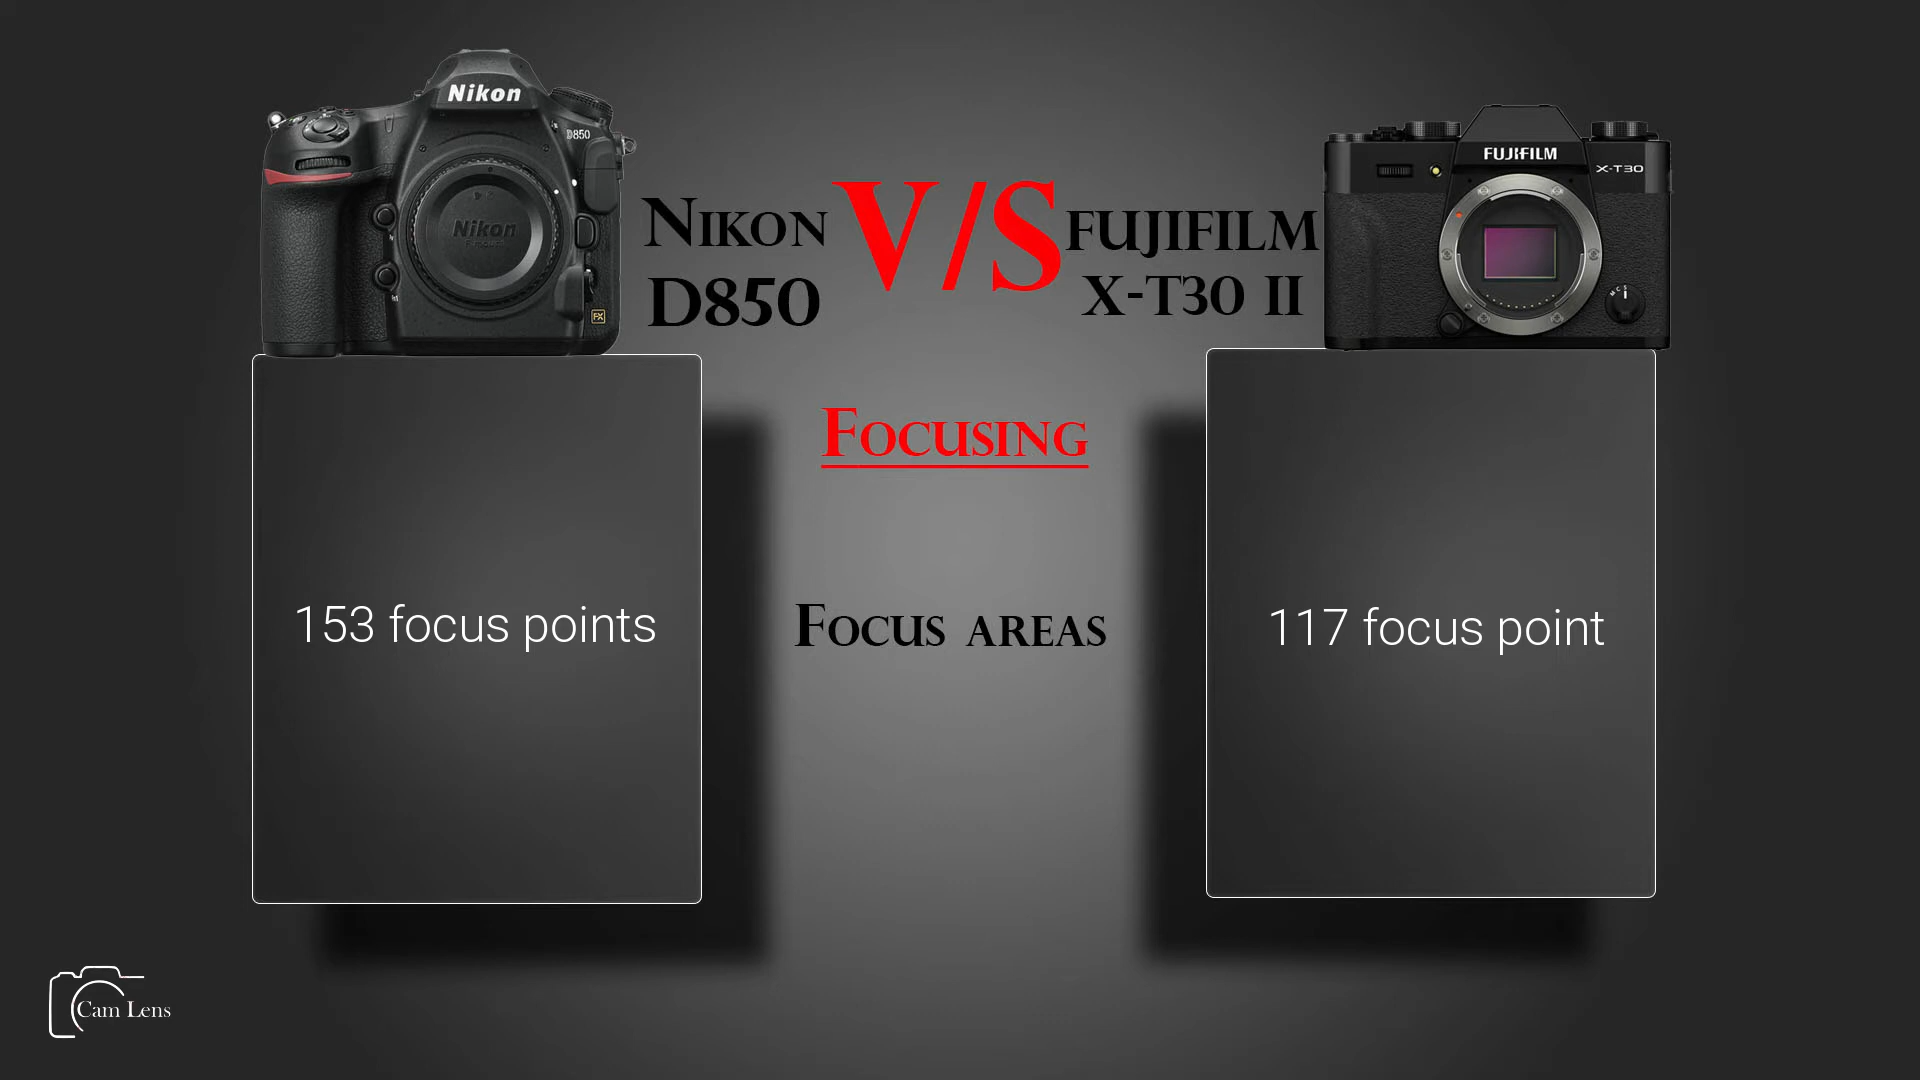 Nikon
D850
Nikon
FX
FUJIFILM
X-T30
Nikon
D850
V/S
FUJIFILM
X-T30 II
Focusing
153 focus points
Focus areas
117 focus point
Cam Lens